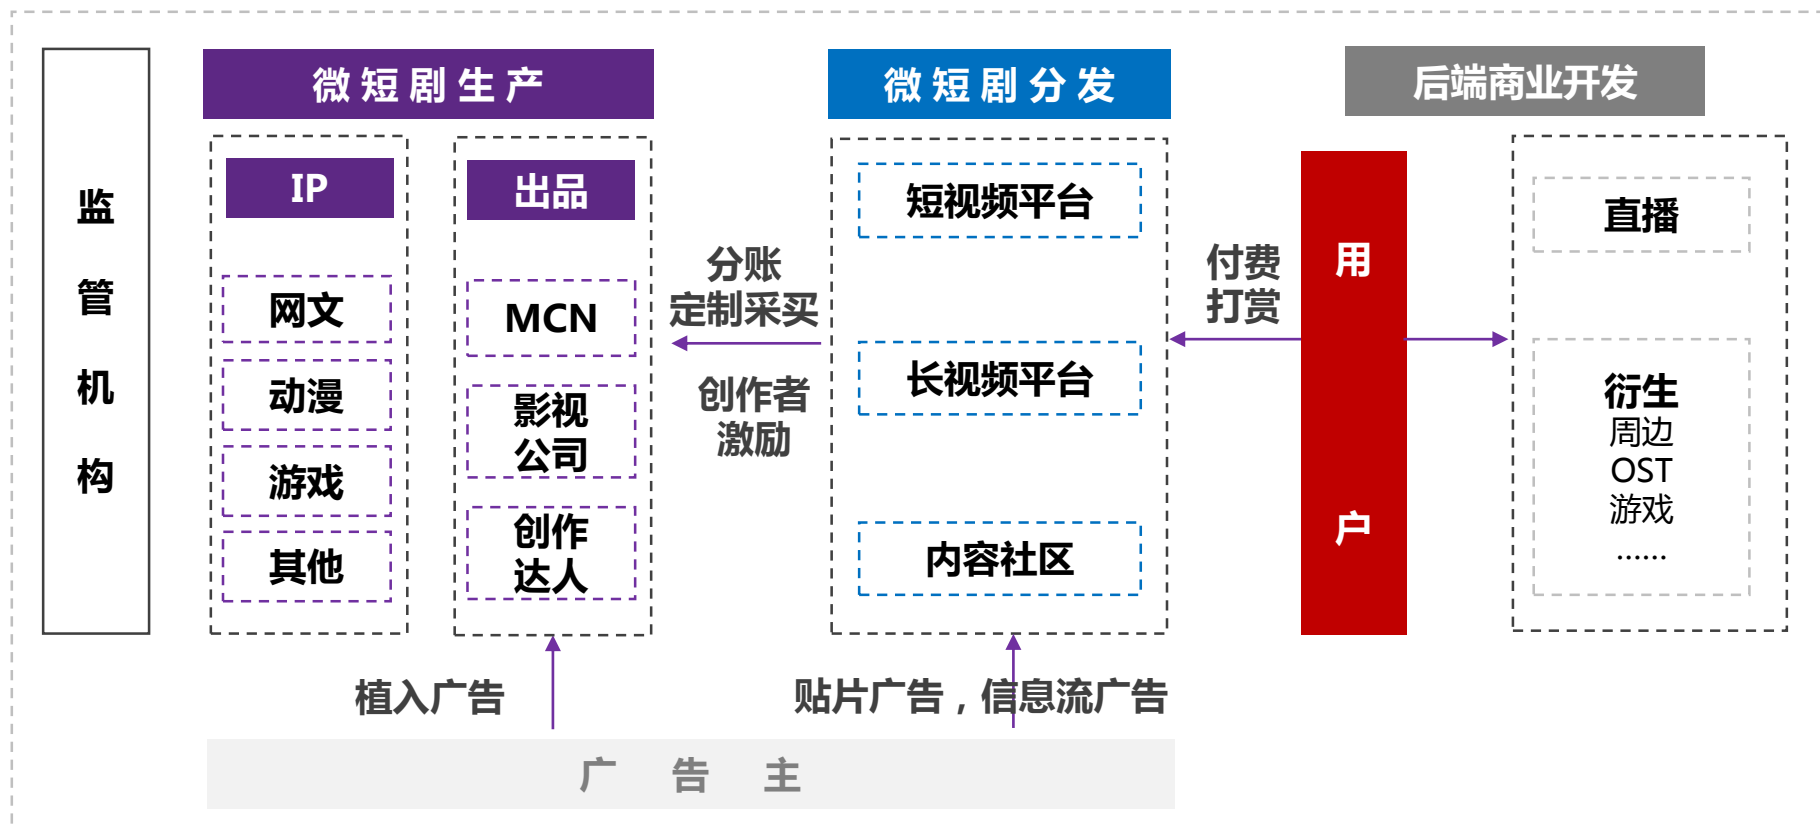 监
管
机
构
微短剧生产
IP
网文
动漫
游戏
其他
出品
MCN
影视
公司
创作
达人
分账
定制采买
创作者
激励
微短剧分发
短视频平台
长视频平台
内容社区
付费
打赏
用
户
后端商业开发
直播
衍生
周边
OST
游戏
......
植入广告
贴片广告，信息流广告
广告主